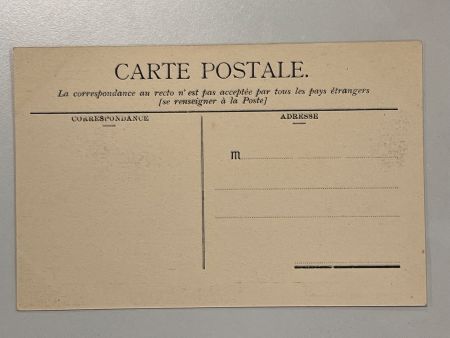 CARTE POSTALE.
La correspondance au recto n'est pas acceptée par tous les pays étrangers
[se renseigner à la Poste]
CORRESPONDANCE
ADRESSE
m